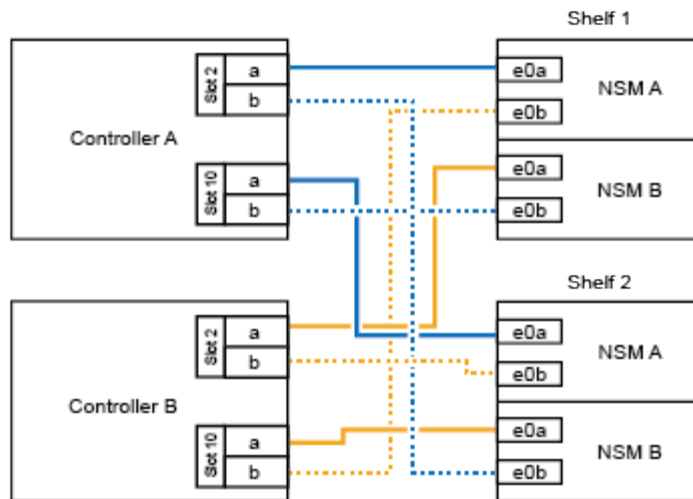 Controller A
Slot 2
a
b
Slot 10
a
b
Controller B
Slot 2
a
b
Slot 10
a
b
Shelf 1
e0a
e0b
NSM A
e0a
e0b
NSM B
Shelf 2
e0a
e0b
NSM A
e0a
e0b
NSM B